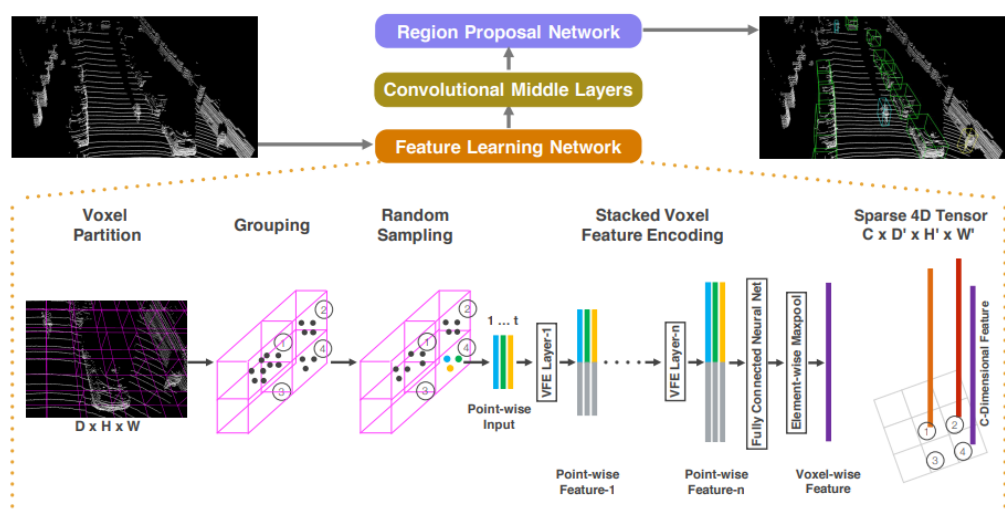 Region Proposal Network
Convolutional Middle Layers
Feature Learning Network
Voxel
Partition
Grouping
Random
Sampling
Stacked Voxel
Feature Encoding
Sparse 4D Tensor
C x D' x H' x W'
D x H x W
1
2
3
4
1
2
3
4
1 ... t
Point-wise
Input
VFE Layer-1
Point-wise
Feature-1
VFE Layer-n
Point-wise
Feature-n
Fully Connected Neural Net
Element-wise Maxpool
Voxel-wise
Feature
1
2
3
4
C-Dimensional Feature